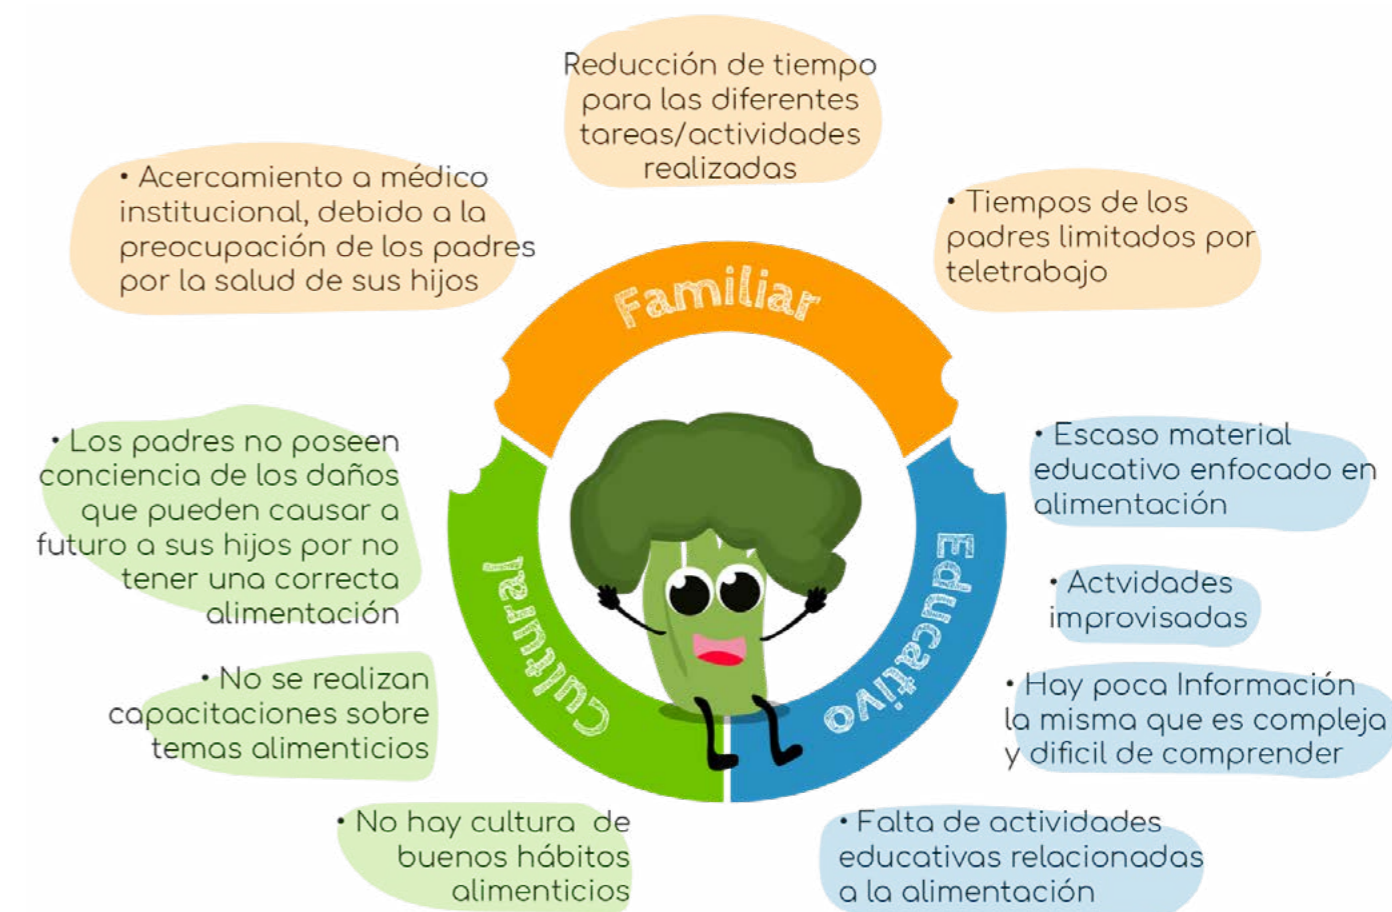 Reducción de tiempo
para las diferentes
tareas/actividades
realizadas
• Acercamiento a médico
institucional, debido a la
preocupación de los padres
por la salud de sus hijos
• Tiempos de los
padres limitados por
teletrabajo
Familiar
• Los padres no poseen
conciencia de los daños
que pueden causar a
futuro a sus hijos por no
tener una correcta
alimentación
• No se realizan
capacitaciones sobre
temas alimenticios
• No hay cultura de
buenos hábitos
alimenticios
Cultural
Educativo
• Escaso material
educativo enfocado en
alimentación
• Actvidades
improvisadas
• Hay poca Información
la misma que es compleja
y dificil de comprender
• Falta de actividades
educativas relacionadas
a la alimentación